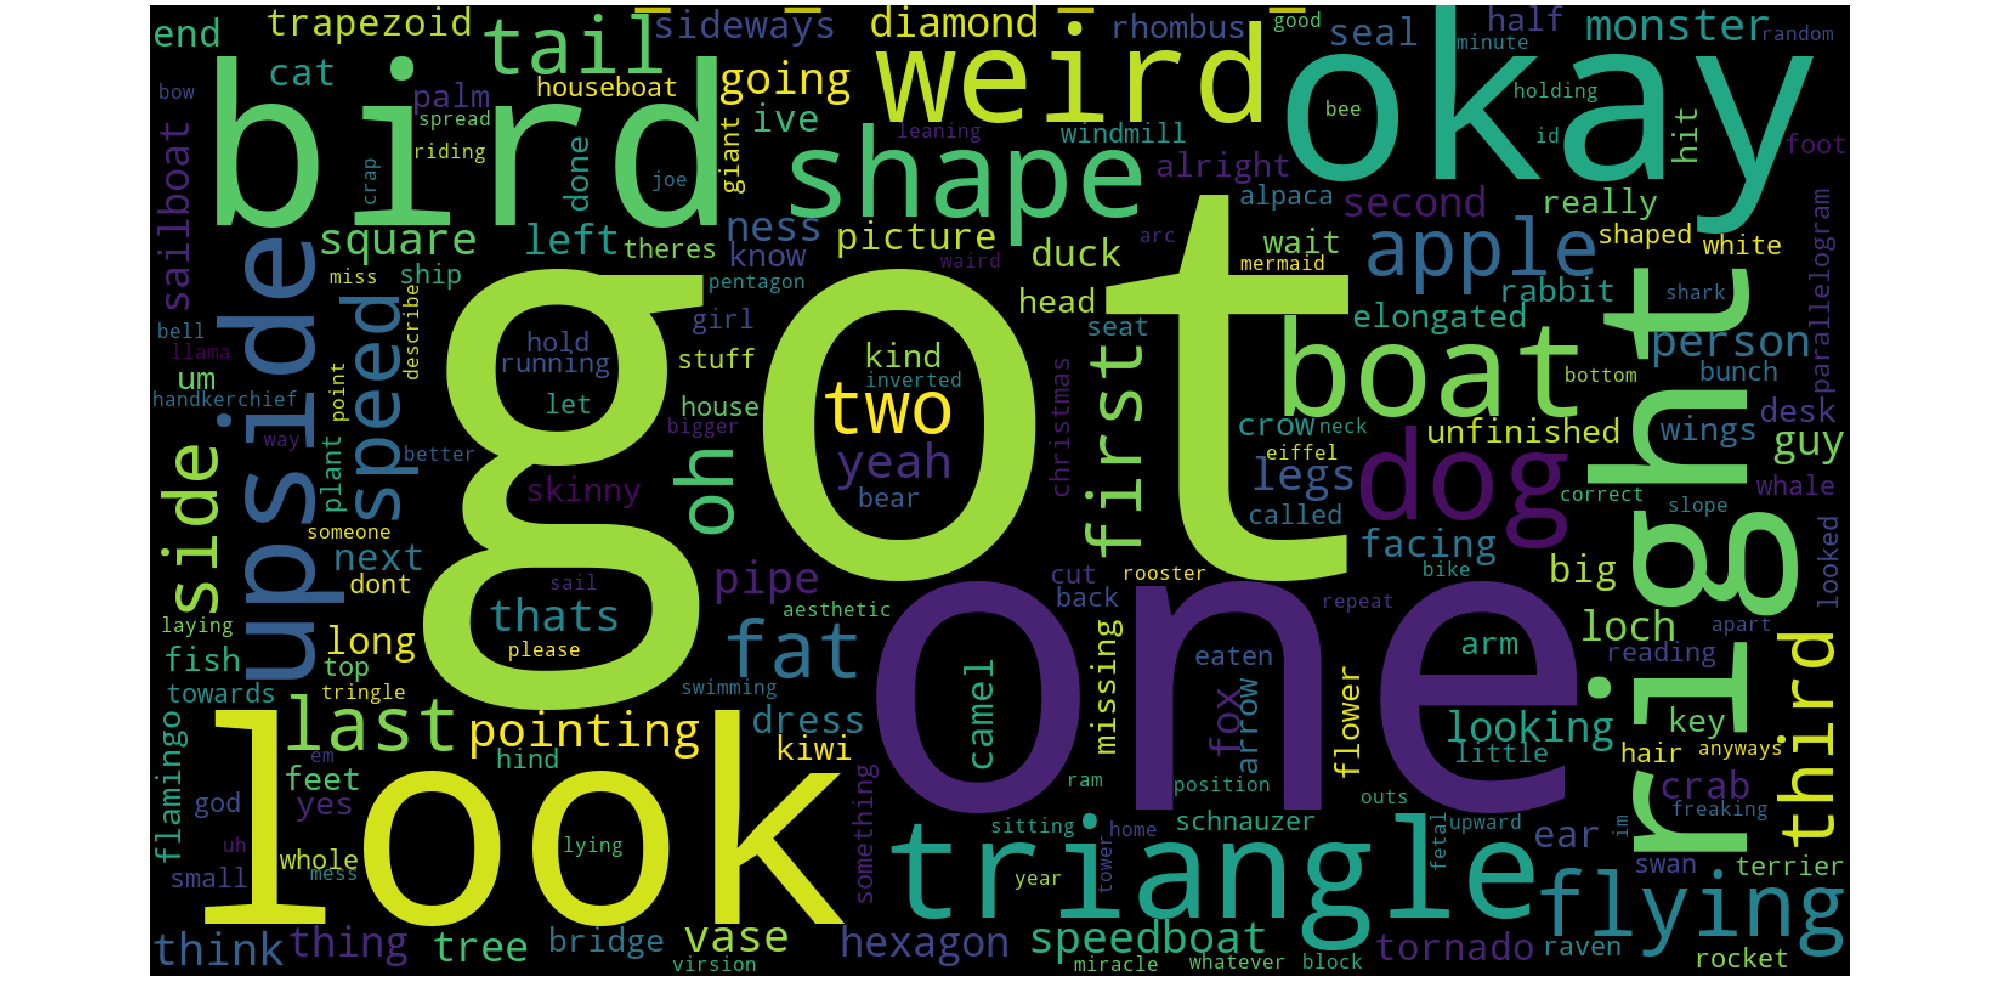 end
trapezoid
tail
sideways
diamond
rhombus
good
seal
half
minute
monster
random
cat
bird
houseboat
going
weird
okay
bow
palm
spread
riding
crap
joe
giant
done
ive
leaning
windmill
bee
holding
id
hit
foot
sailboat
shape
alright
alpaca
second
really
square
left
theres
ness
know
picture
waird
duck
arc
wait
mermaid
apple
shaped
white
parallelogram
upside
miss
ship
describe
speed
pentagon
head
rabbit
shark
bell
llama
um
handkerchief
point
hold
running
girl
stuff
got
kind
inverted
two
seat
elongated
boat
right
person
bottom
bunch
way
plant
better
let
house
bigger
yeah
bear
christmas
first
crow
neck
eiffel
legs
called
unfinished
dog
wings
desk
guy
side
skinny
oh
correct
whale
slope
someone
next
dont
sail
thats
please
pipe
aesthetic
cut
back
rooster
facing
bike
big
looked
laying
fish
towards
long
top
tringle
fat
swimming
missing
eaten
repeat
arm
loch
reading
apart
third
flamingo
last
pointing
dress
kiwi
camel
one
fox
arrow
flower
looking
little
key
hair
anyways
em
feet
hind
look
god
yes
uh
whole
mess
small
lying
something
ram
position
outs
crab
freaking
sitting
home
schnauzer
year
tower
triangle
fetal
upward
ear
im
swan
terrier
flying
think
thing
tree
bridge
vase
virsion
hexagon
speedboat
miracle
whatever
block
tornado
raven
rocket